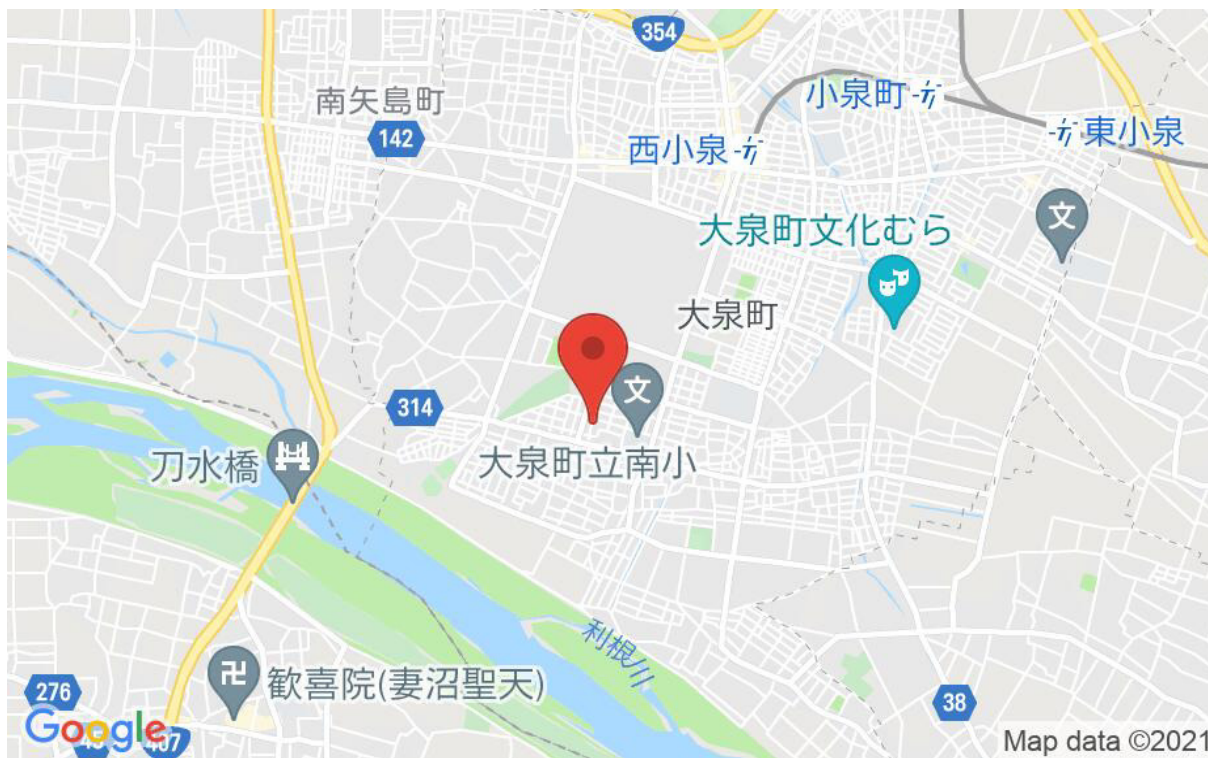 354
小泉町
南矢島町
142
西小泉
東小泉
文
大泉町文化むら
大泉町
文
314
大泉町立南小
刀水橋
利根川
卍
歓喜院(妻沼聖天)
276
38
Google
407
Map data ©2021